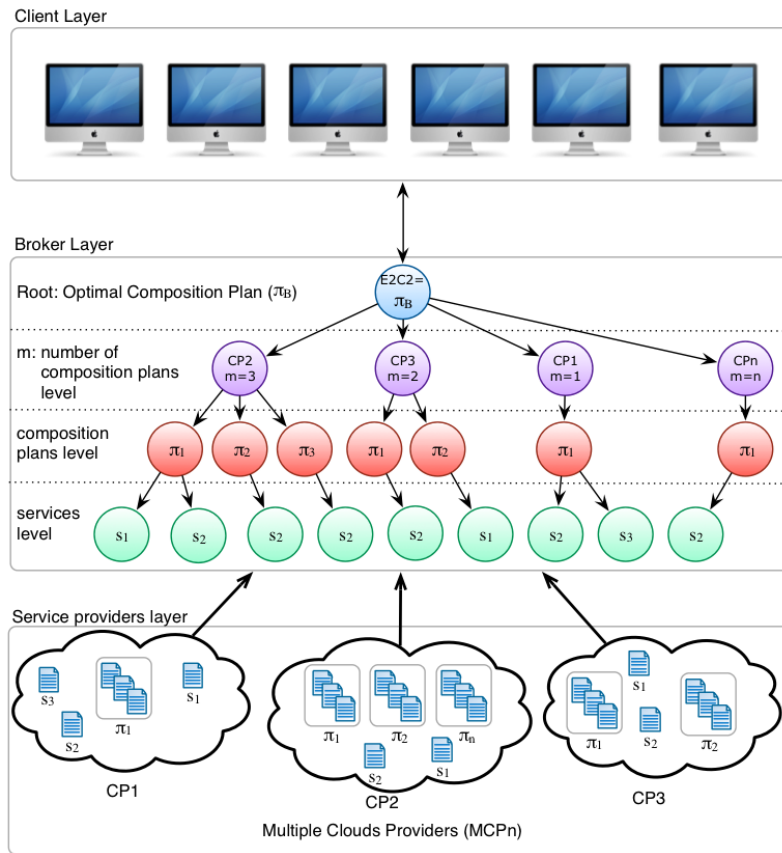 Client Layer
Broker Layer
E2C2=
π_B
Root: Optimal Composition Plan (π_B)
m: number of
composition plans
level
CP2
m=3
CP3
m=2
CP1
m=1
CPn
m=n
composition
plans level
π₁
π₂
π₃
π₁
π₂
π₁
π₁
services
level
s₁
s₂
s₂
s₂
s₂
s₁
s₂
s₃
s₂
Service providers layer
s₃
s₂
π₁
s₁
CP1
π₁
π₂
πₙ
s₂
s₁
CP2
s₁
π₁
s₂
π₂
CP3
Multiple Clouds Providers (MCPn)